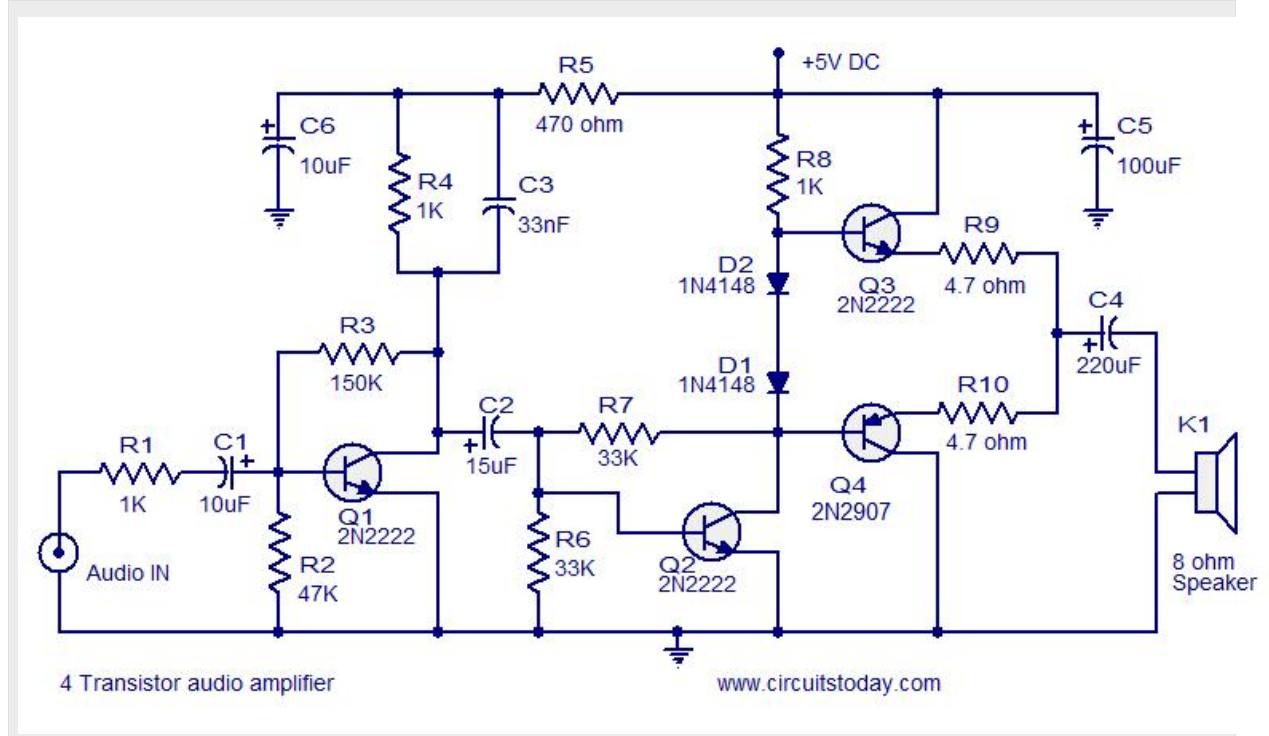 +5V DC
R5
470 ohm
+
C6
10uF
R4
1K
C3
33nF
R8
1K
+
C5
100uF
R9
4.7 ohm
Q3
2N2222
D2
1N4148
C4
+
220uF
R3
150K
D1
1N4148
R10
4.7 ohm
C2
+
15uF
R7
33K
K1
R1
1K
C1
+
10uF
Q1
2N2222
Q4
2N2907
R6
33K
Q2
2N2222
R2
47K
Audio IN
8 ohm
Speaker
4 Transistor audio amplifier
www.circuitstoday.com